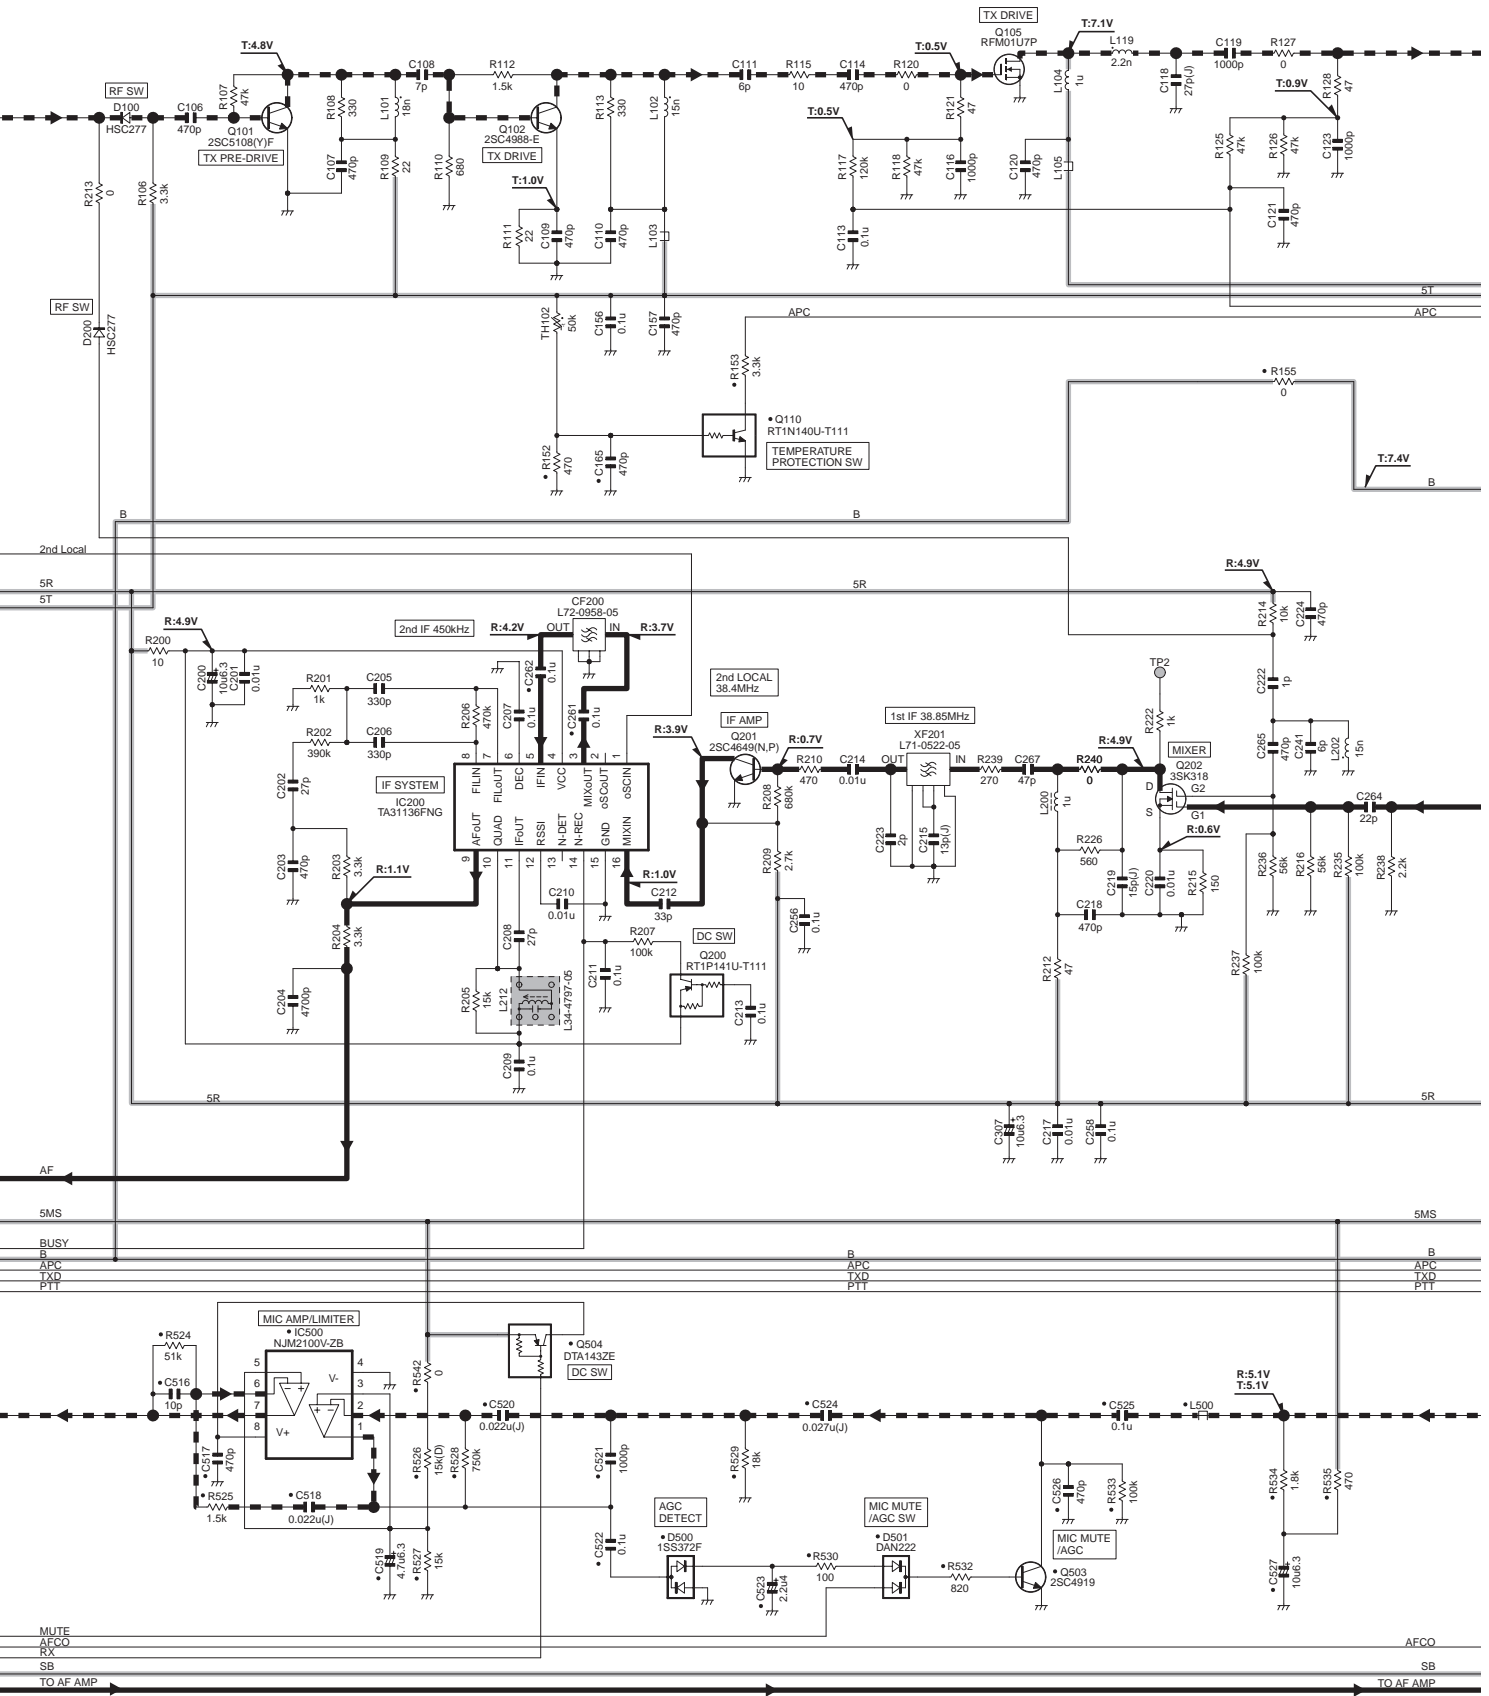 TX DRIVE
Q105
RFM01U7P
T:7.1V
L119
2.2n
C119
1000p
R127
0
T:4.8V
C108
7p
R112
1.5k
C111
6p
R115
10
C114
470p
R120
0
T:0.5V
L104
1u
C118
27p(J)
R128
47
T:0.9V
RF SW
D100
HSC277
C106
470p
R107
47k
Q101
2SC5108(Y)F
TX PRE-DRIVE
R108
330
L101
18n
C107
470p
R109
22
R110
680
Q102
2SC4988-E
TX DRIVE
T:1.0V
R113
330
L102
15n
R121
47
T:0.5V
R117
120k
R118
47k
C116
1000p
C120
470p
L105
R125
47k
R126
47k
C123
1000p
R213
0
R106
3.3k
R111
22
C109
470p
C110
470p
L103
C113
0.1u
C121
470p
5T
RF SW
D200
HSC277
TH102
50k
C156
0.1u
C157
470p
APC
APC
R153
3.3k
R155
0
Q110
RT1N140U-T111
TEMPERATURE
PROTECTION SW
R152
470
C165
470p
T:7.4V
B
B
B
2nd Local
5R
5R
5T
R:4.9V
R214
10k
C224
470p
R200
10
R:4.9V
C200
10u6.3
C201
0.01u
2nd IF 450kHz
CF200
L72-0958-05
R:4.2V
OUT
IN
R:3.7V
C262
0.1u
R201
1k
C205
330p
R206
470k
C207
0.1u
C261
0.1u
R202
390k
C206
330p
2nd LOCAL
38.4MHz
IF AMP
Q201
2SC4649(N,P)
R:3.9V
R:0.7V
1st IF 38.85MHz
XF201
L71-0522-05
OUT
IN
R210
470
C214
0.01u
R239
270
C267
47p
TP2
R222
1k
R:4.9V
R240
0
MIXER
Q202
3SK318
D
G2
S
G1
R:0.6V
C222
1p
C265
470p
C241
6p
L202
15n
C264
22p
C202
27p
IF SYSTEM
IC200
TA31136FNG
8 7 6 5 4 3 2 1
FILIN
FILoUT
DEC
IFIN
VCC
MIXoUT
oSCoUT
oSCIN
AFoUT
QUAD
IFoUT
RSSI
N-DET
N-REC
GND
MIXIN
9 10 11 12 13 14 15 16
R208
680k
C223
2p
C215
13p(J)
L200
1u
R226
560
C219
15p(J)
C220
0.01u
R215
150
R236
56k
R216
56k
R235
100k
R238
2.2k
C203
470p
R203
3.3k
R:1.1V
R:1.0V
C210
0.01u
C212
33p
R209
2.7k
C256
0.1u
C218
470p
R204
3.3k
C208
27p
R207
100k
DC SW
Q200
RT1P141U-T111
R212
47
R237
100k
C204
4700p
R205
15k
L212
L34-4797-05
C211
0.1u
C213
0.1u
C209
0.1u
5R
5R
C307
10u6.3
C217
0.01u
C258
0.1u
AF
5MS
5MS
BUSY
B
B
B
APC
APC
APC
TXD
TXD
TXD
PTT
PTT
PTT
MIC AMP/LIMITER
IC500
NJM2100V-ZB
R524
51k
C516
10p
5
6
7
8
4
3
2
1
V-
V+
R542
0
Q504
DTA143ZE
DC SW
C520
0.022u(J)
C524
0.027u(J)
C525
0.1u
L500
R:5.1V
T:5.1V
C517
470p
R526
15k(D)
R528
750k
C521
1000p
R529
18k
R525
1.5k
C518
0.022u(J)
C526
470p
R533
100k
R534
1.8k
R535
470
AGC
DETECT
D500
1SS372F
MIC MUTE
/AGC SW
D501
DAN222
MIC MUTE
/AGC
Q503
2SC4919
C519
4.7u6.3
R527
15k
C522
0.1u
C523
2.2u4
R530
100
R532
820
C527
10u6.3
MUTE
AFCO
AFCO
RX
SB
SB
TO AF AMP
TO AF AMP